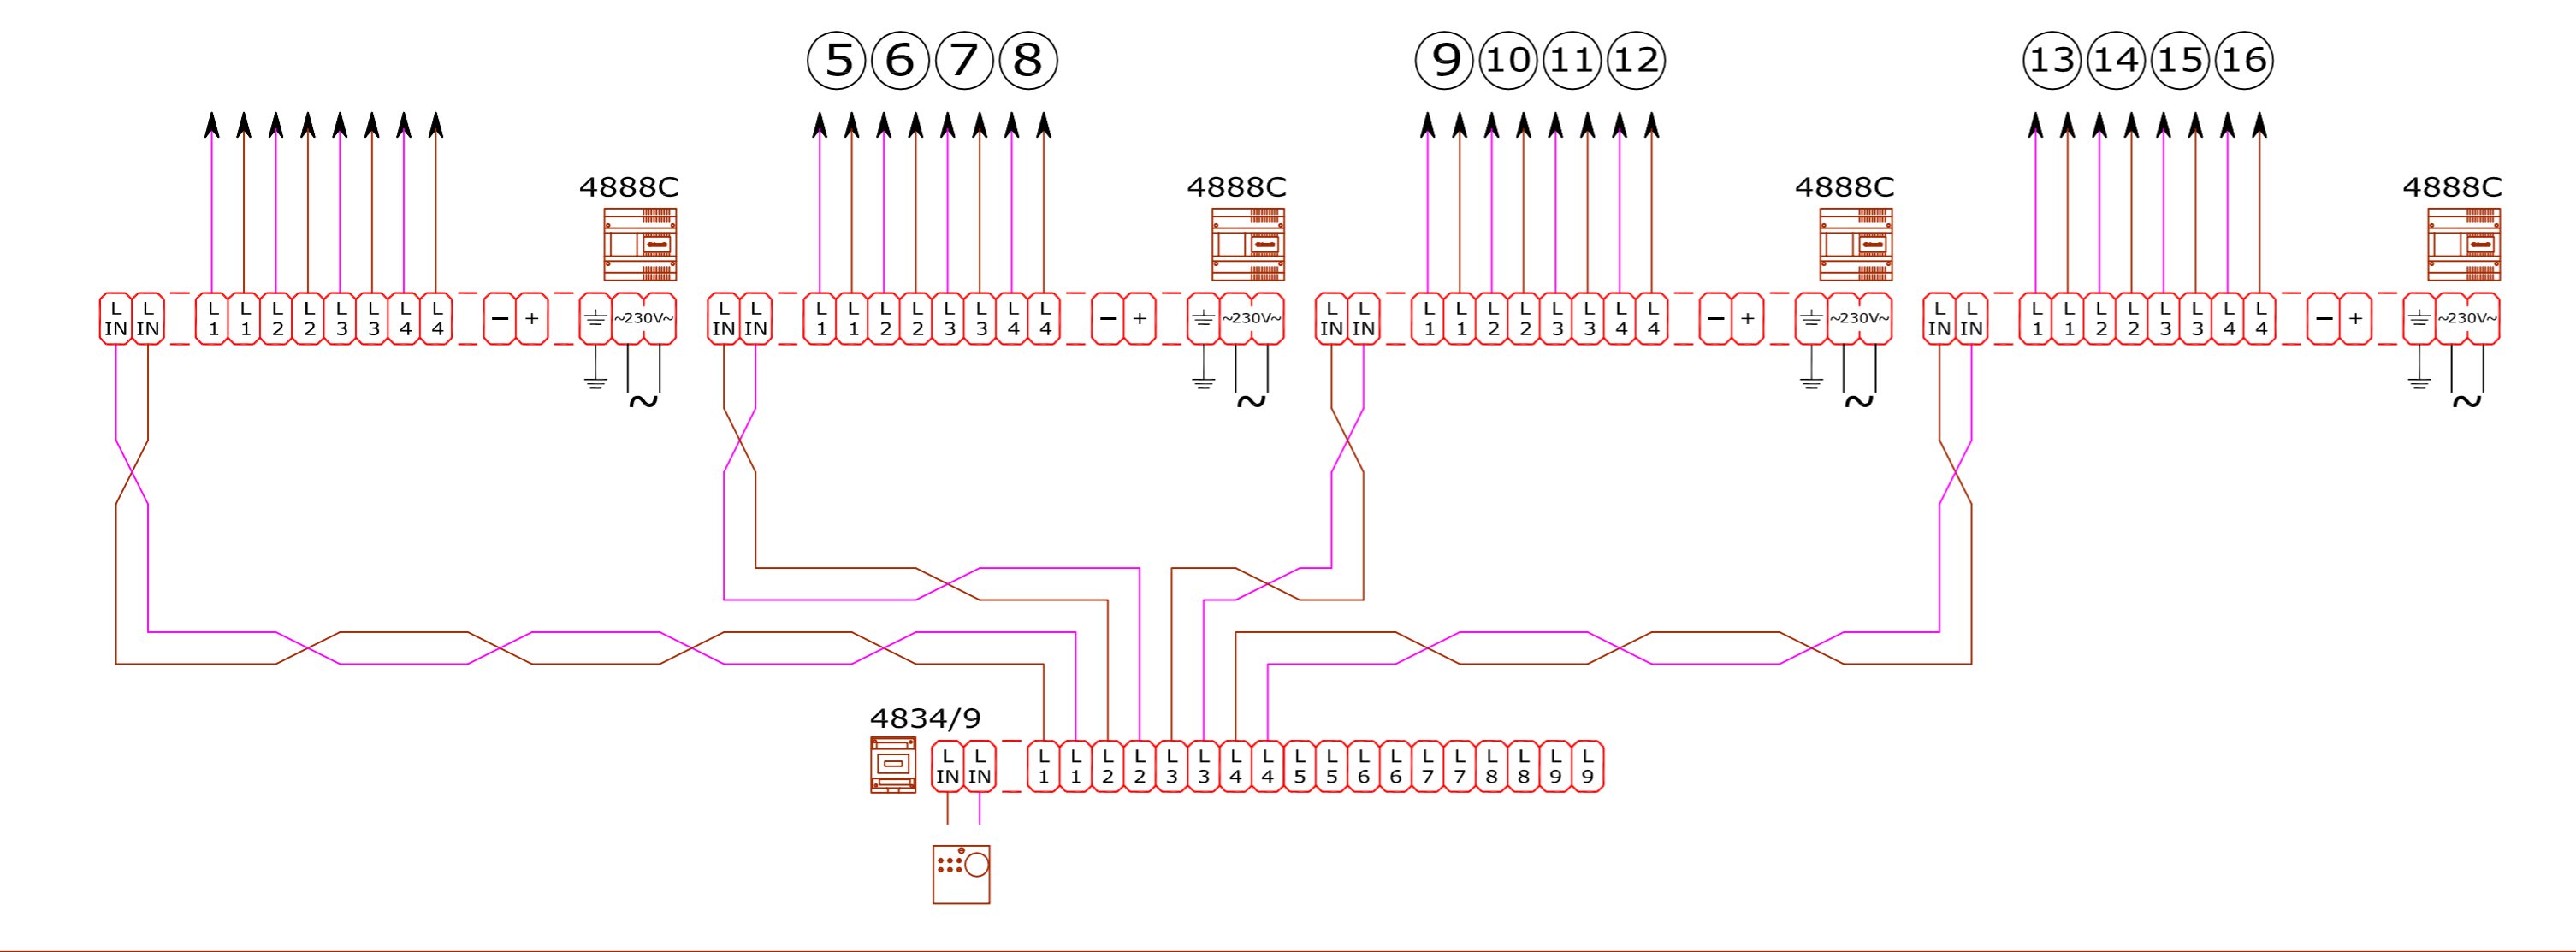 5 6 7 8 9 10 11 12 13 14 15 16
4888C 4888C 4888C 4888C
L IN L IN L 1 L 1 L 2 L 2 L 3 L 3 L 4 L 4 − + ~230V~
L IN L IN L 1 L 1 L 2 L 2 L 3 L 3 L 4 L 4 − + ~230V~
L IN L IN L 1 L 1 L 2 L 2 L 3 L 3 L 4 L 4 − + ~230V~
L IN L IN L 1 L 1 L 2 L 2 L 3 L 3 L 4 L 4 − + ~230V~
~ ~ ~ ~
4834/9
L IN L IN L 1 L 1 L 2 L 2 L 3 L 3 L 4 L 4 L 5 L 5 L 6 L 6 L 7 L 7 L 8 L 8 L 9 L 9